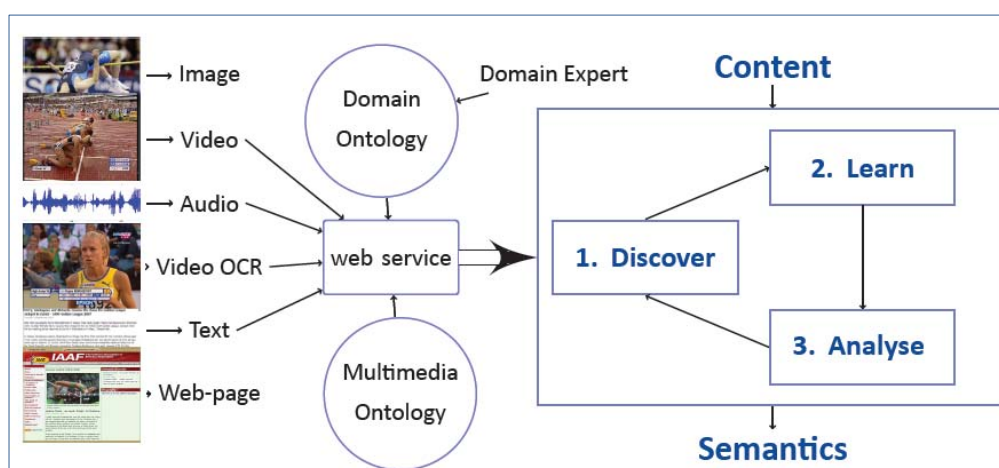 Image
Video
Audio
Video OCR
Text
Web-page
Domain
Ontology
Domain Expert
web service
Multimedia
Ontology
Content
1. Discover
2. Learn
3. Analyse
Semantics
IAAF